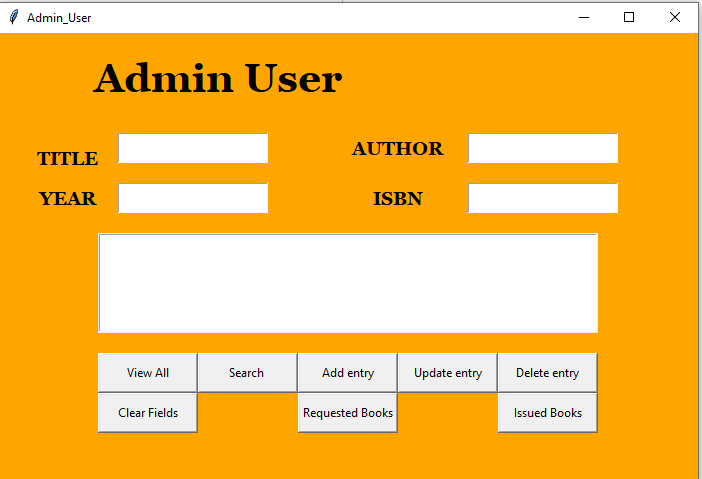 Admin_User
Admin User
TITLE
AUTHOR
YEAR
ISBN
View All
Search
Add entry
Update entry
Delete entry
Clear Fields
Requested Books
Issued Books